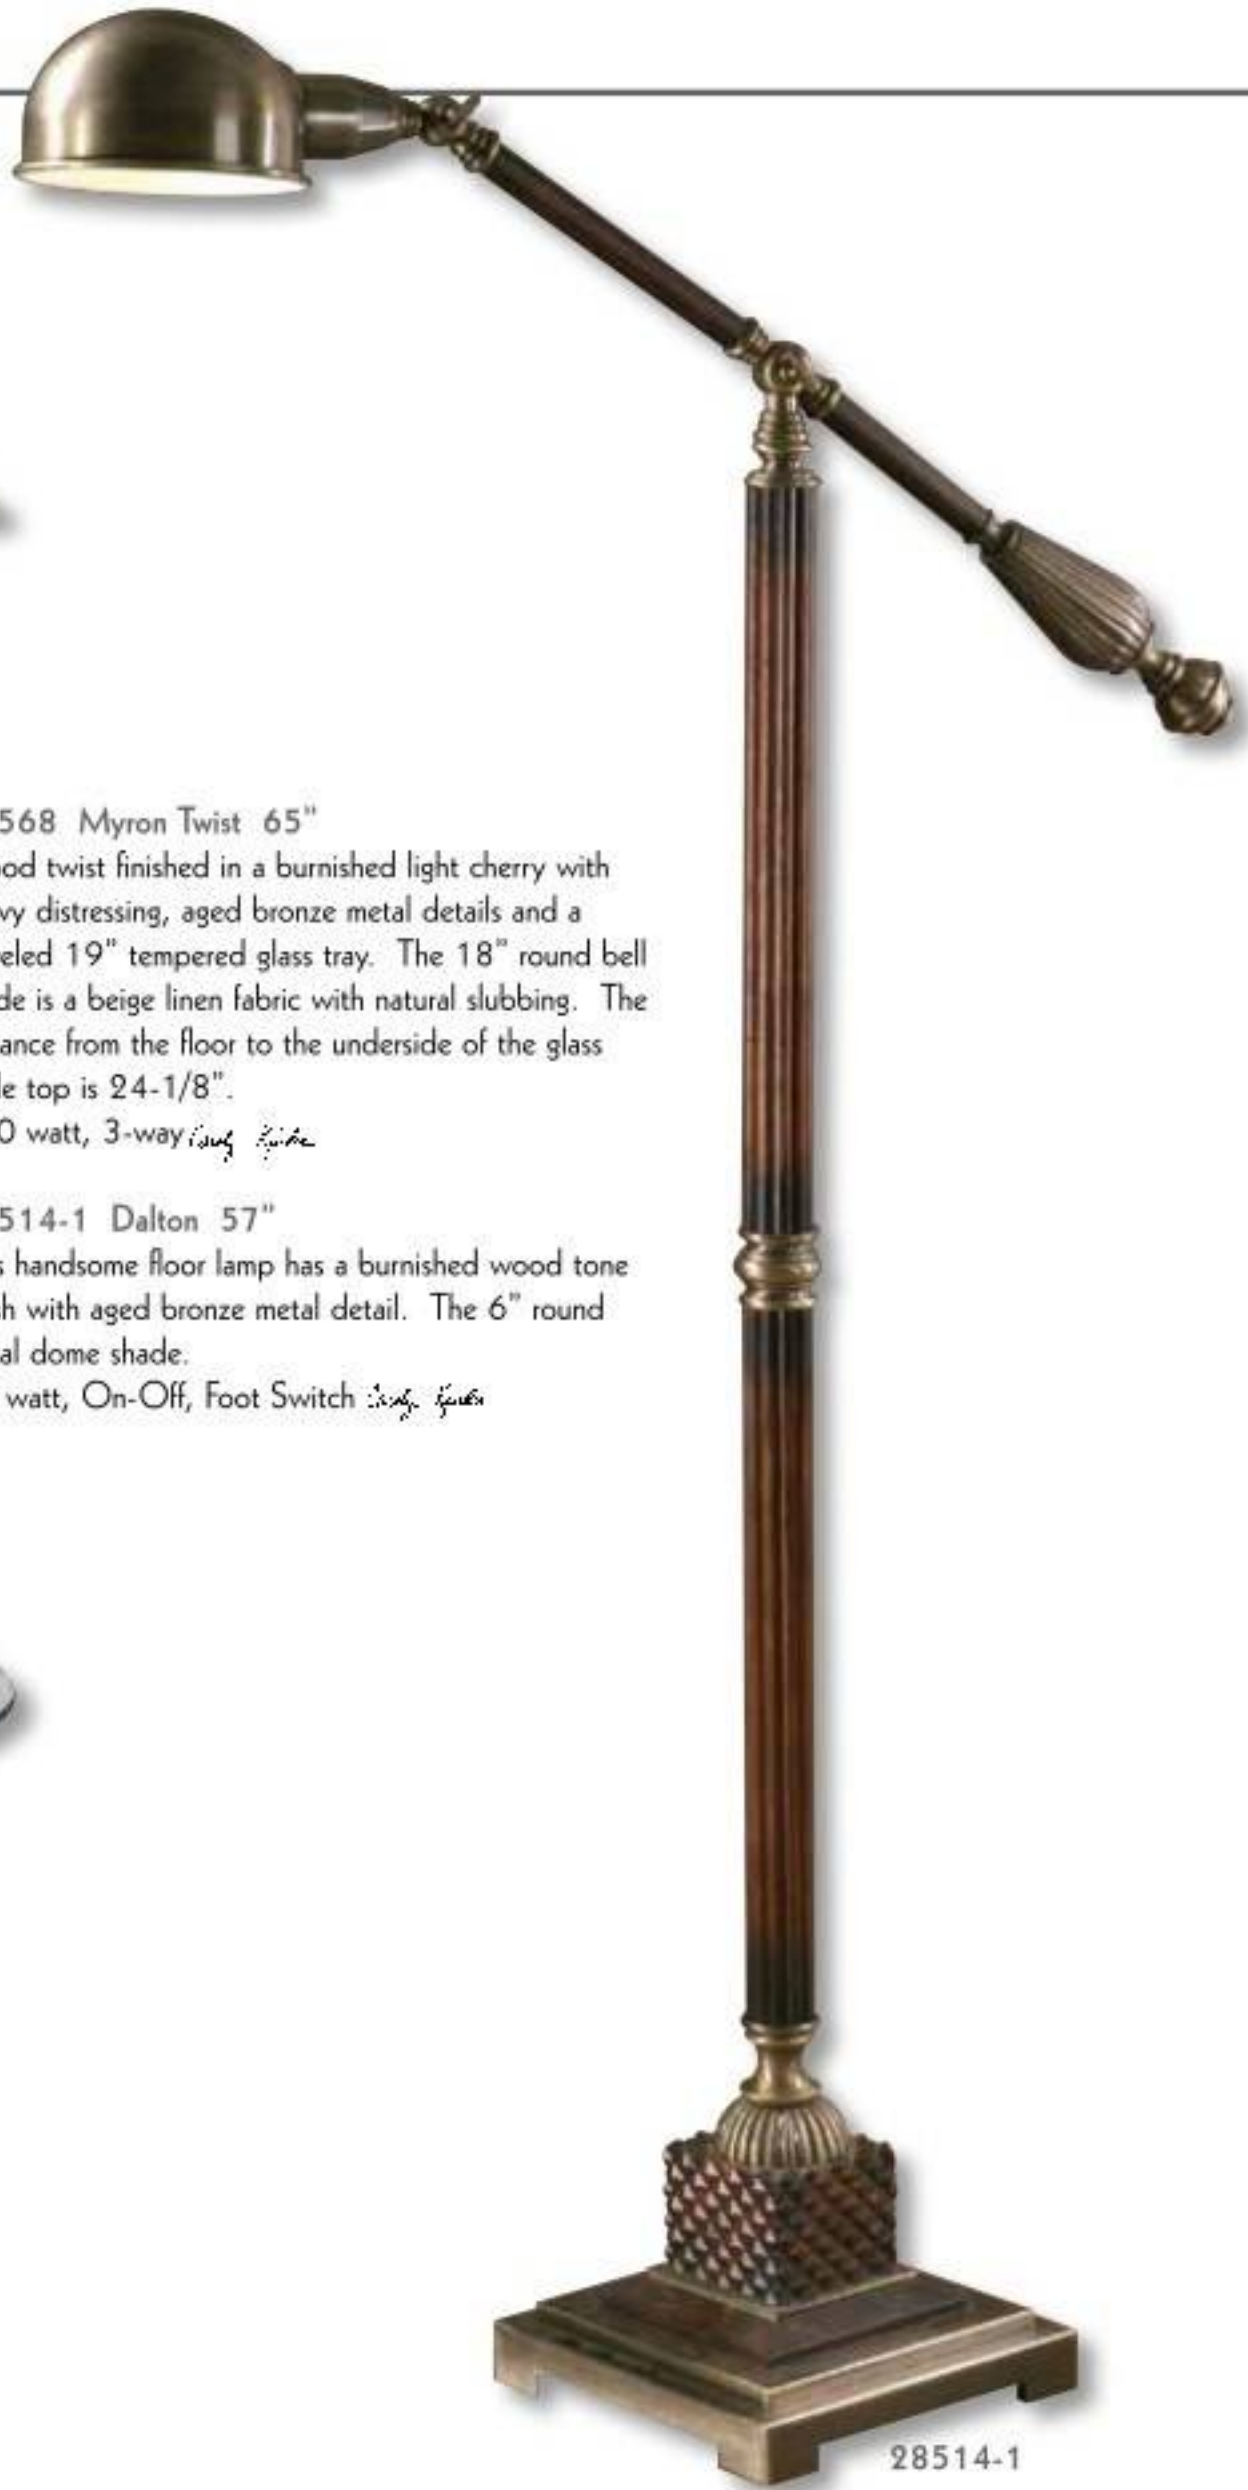 568 Myron Twist 65"
od twist finished in a burnished light cherry with
vy distressing, aged bronze metal details and a
eled 19" tempered glass tray. The 18" round bell
de is a beige linen fabric with natural slubbing. The
ance from the floor to the underside of the glass
le top is 24-1/8".
0 watt, 3-way
514-1 Dalton 57"
s handsome floor lamp has a burnished wood tone
h with aged bronze metal detail. The 6" round
al dome shade.
watt, On-Off, Foot Switch
28514-1